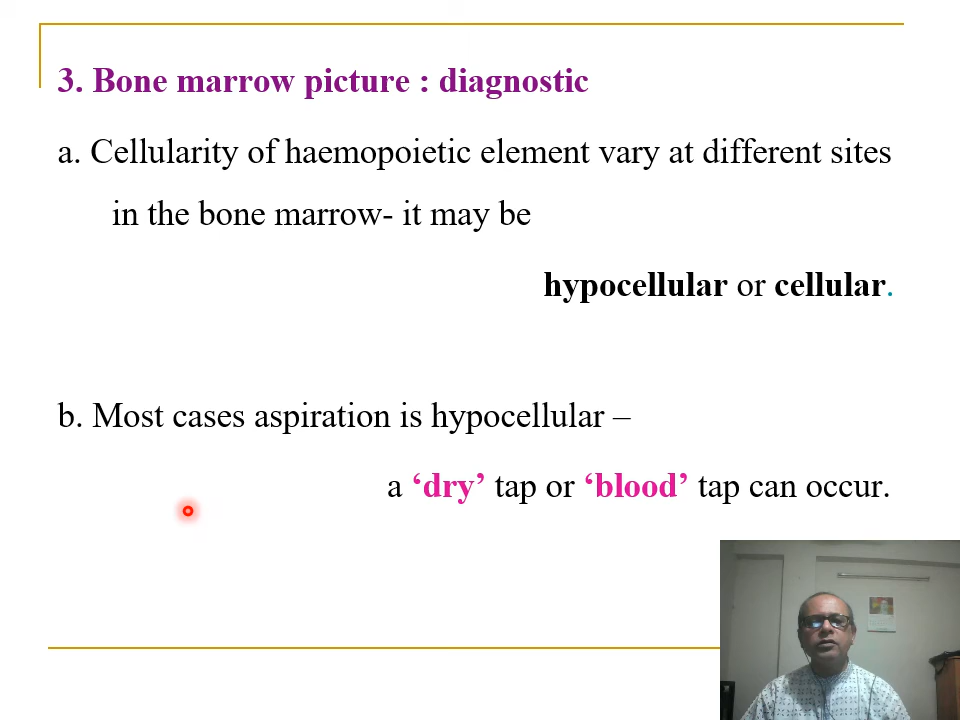 3. Bone marrow picture : diagnostic
a. Cellularity of haemopoietic element vary at different sites
in the bone marrow- it may be
hypocellular or cellular.
b. Most cases aspiration is hypocellular –
a ‘dry’ tap or ‘blood’ tap can occur.